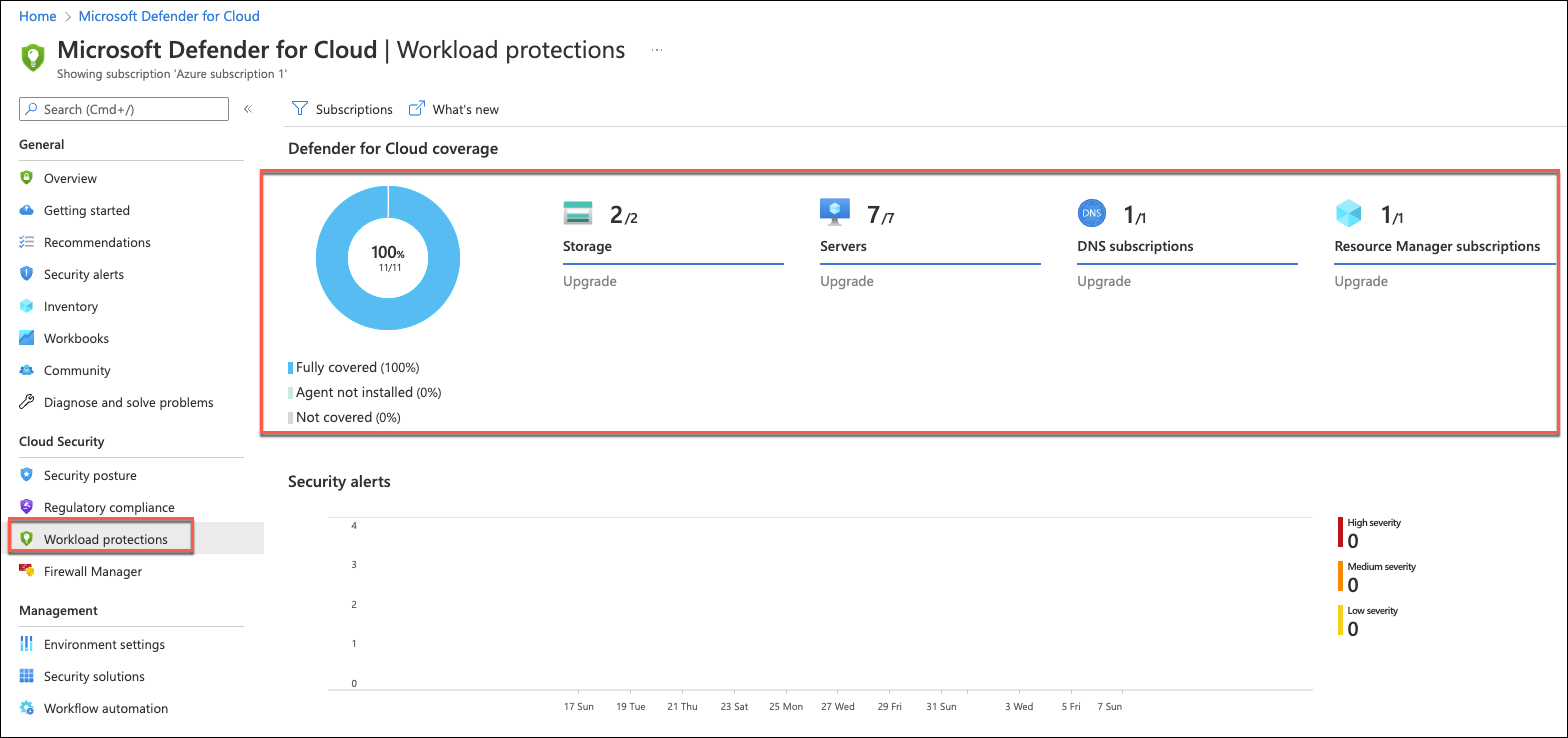 Home > Microsoft Defender for Cloud
Microsoft Defender for Cloud | Workload protections ...
Showing subscription 'Azure subscription 1'
Search (Cmd+/)
«
Subscriptions
What's new
General
Overview
Getting started
Recommendations
Security alerts
Inventory
Workbooks
Community
Diagnose and solve problems
Cloud Security
Security posture
Regulatory compliance
Workload protections
Firewall Manager
Management
Environment settings
Security solutions
Workflow automation
Defender for Cloud coverage
100%
11/11
Fully covered (100%)
Agent not installed (0%)
Not covered (0%)
2/2
Storage
Upgrade
7/7
Servers
Upgrade
DNS
1/1
DNS subscriptions
Upgrade
1/1
Resource Manager subscriptions
Upgrade
Security alerts
4
3
2
1
0
17 Sun 19 Tue 21 Thu 23 Sat 25 Mon 27 Wed 29 Fri 31 Sun 3 Wed 5 Fri 7 Sun
High severity
0
Medium severity
0
Low severity
0